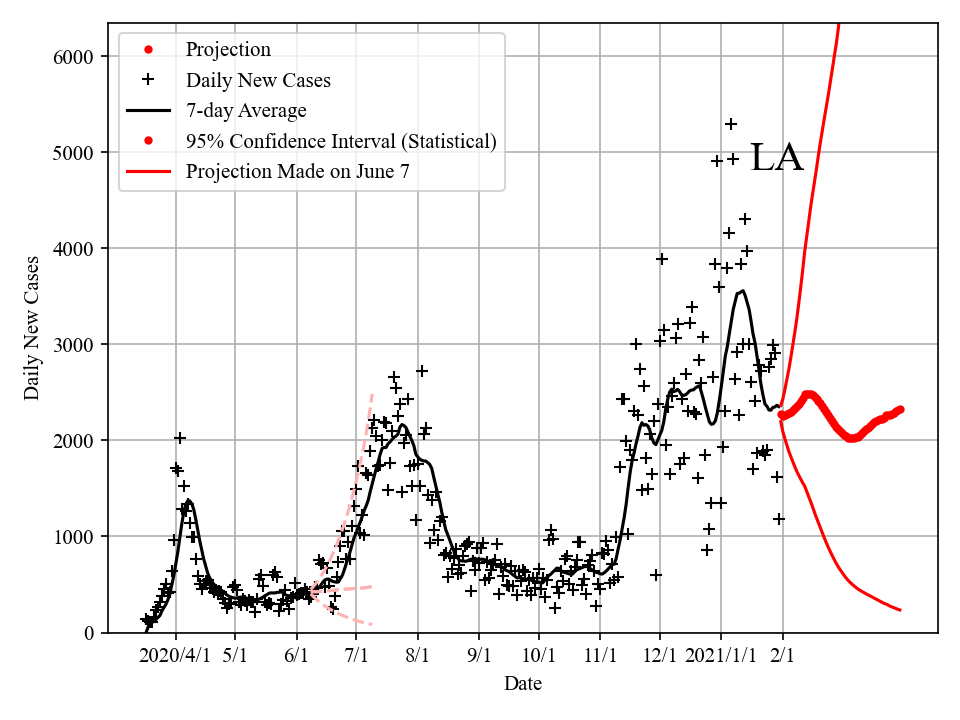 6000
5000
4000
3000
2000
1000
0
Daily New Cases
Projection
Daily New Cases
7-day Average
95% Confidence Interval (Statistical)
Projection Made on June 7
LA
2020/4/1 5/1 6/1 7/1 8/1 9/1 10/1 11/1 12/1 2021/1/1 2/1
Date